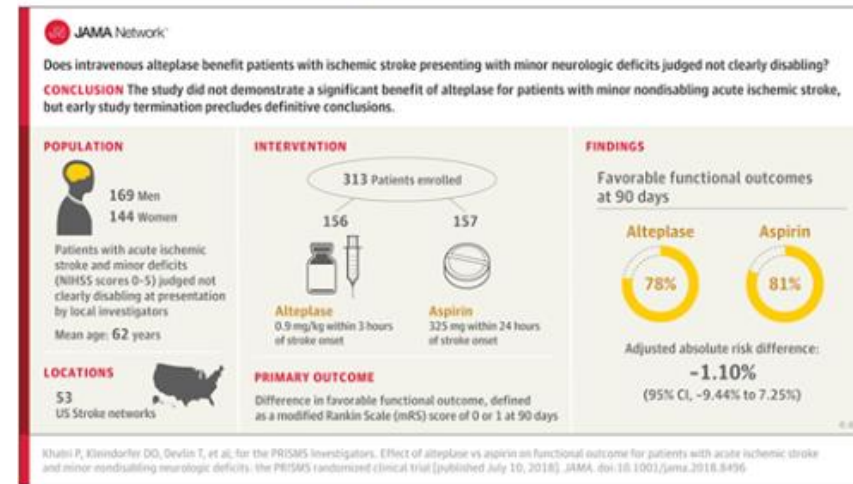 JAMA Network
Does intravenous alteplase benefit patients with ischemic stroke presenting with minor neurologic deficits judged not clearly disabling?
CONCLUSION The study did not demonstrate a significant benefit of alteplase for patients with minor nondisabling acute ischemic stroke,
but early study termination precludes definitive conclusions.
POPULATION
169 Men
144 Women
Patients with acute ischemic
stroke and minor deficits
(NIHSS scores 0-5) judged not
clearly disabling at presentation
by local investigators
Mean age: 62 years
LOCATIONS
53
US Stroke networks
INTERVENTION
313 Patients enrolled
156
157
Alteplase
0.9 mg/kg within 3 hours
of stroke onset
Aspirin
325 mg within 24 hours
of stroke onset
PRIMARY OUTCOME
Difference in favorable functional outcome, defined
as a modified Rankin Scale (mRS) score of 0 or 1 at 90 days
FINDINGS
Favorable functional outcomes
at 90 days
Alteplase
Aspirin
78%
81%
Adjusted absolute risk difference:
-1.10%
(95% CI, -9.44% to 7.25%)
Khatri P, Kleindorfer DO, Devlin T, et al; for the PRISMS Investigators. Effect of alteplase vs aspirin on functional outcome for patients with acute ischemic stroke
and minor nondisabling neurologic deficits: the PRISMS randomized clinical trial [published July 10, 2018]. JAMA. doi:10.1001/jama.2018.8496